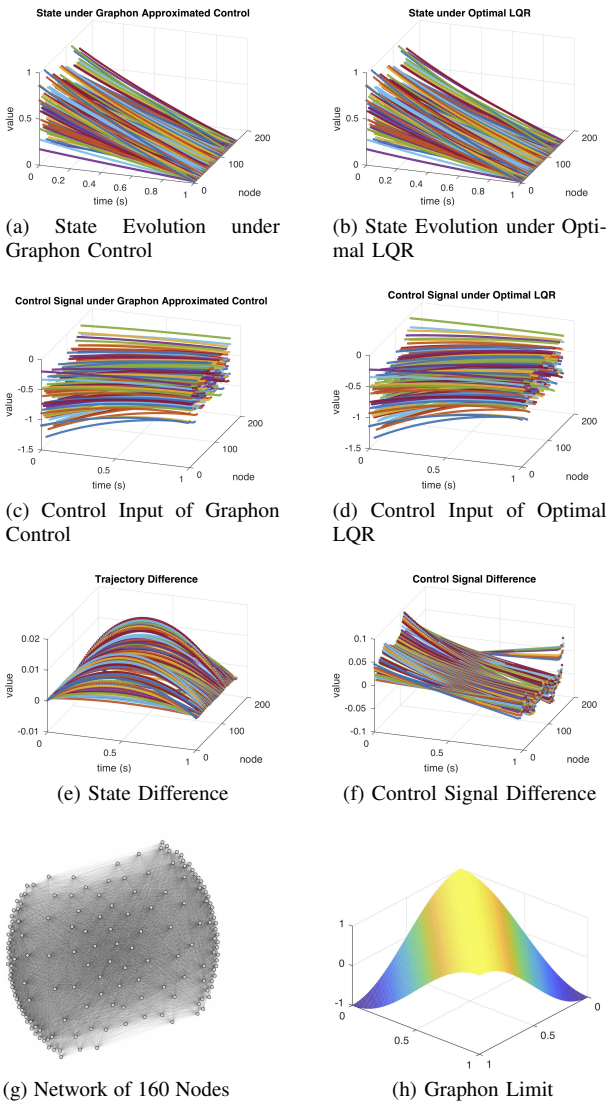 State under Graphon Approximated Control
1
0.5
0
value
0.2
0.4
0.6
0.8
1
time (s)
0
100
200
node
(a) State Evolution under
Graphon Control
State under Optimal LQR
1
0.5
0
value
0.2
0.4
0.6
0.8
1
time (s)
0
100
200
node
(b) State Evolution under Opti-
mal LQR
Control Signal under Graphon Approximated Control
0
-0.5
-1
-1.5
value
0
0.5
1
time (s)
0
100
200
node
(c) Control Input of Graphon
Control
Control Signal under Optimal LQR
0
-0.5
-1
-1.5
value
0
0.5
1
time (s)
0
100
200
node
(d) Control Input of Optimal
LQR
Trajectory Difference
0.02
0.01
0
-0.01
value
0
0.5
1
time (s)
0
100
200
node
(e) State Difference
Control Signal Difference
0.1
0.05
0
-0.05
-0.1
value
0
0.5
1
time (s)
0
100
200
node
(f) Control Signal Difference
(g) Network of 160 Nodes
1
0
-1
0
0.5
1
1
0.5
0
(h) Graphon Limit